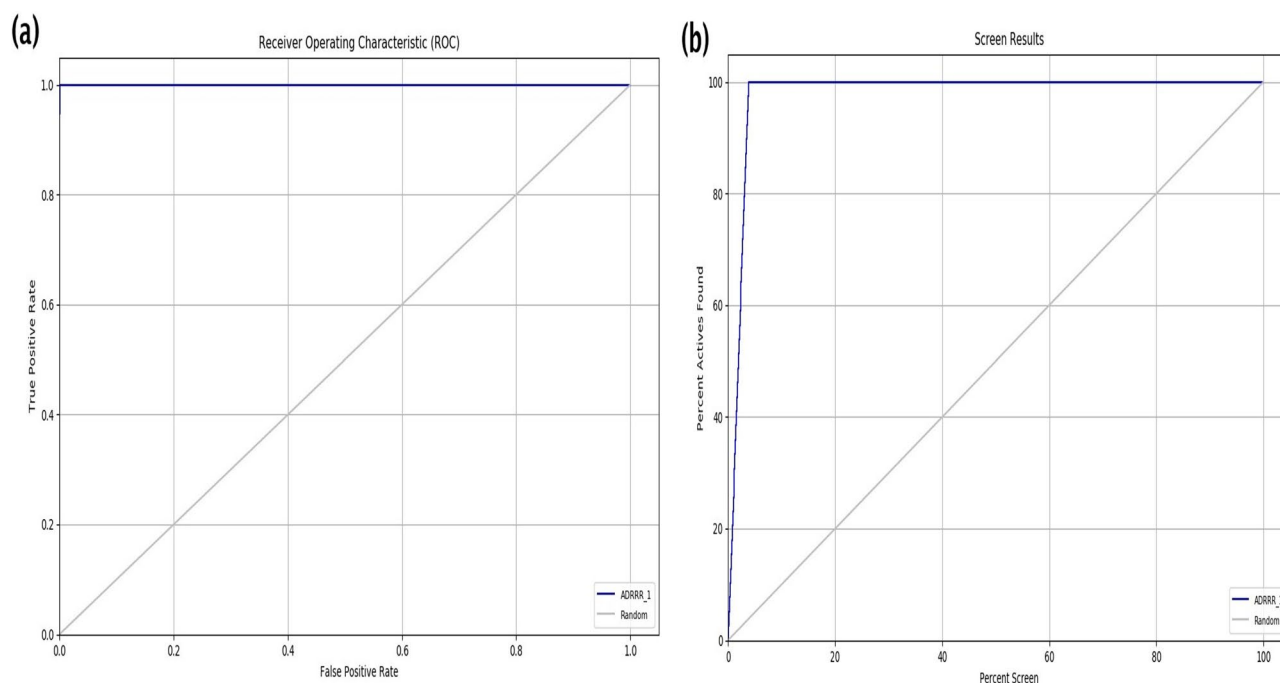 (a)
Receiver Operating Characteristic (ROC)
True Positive Rate
1.0
0.8
0.6
0.4
0.2
0.0
0.0 0.2 0.4 0.6 0.8 1.0
False Positive Rate
ADRRR_1
Random
(b)
Screen Results
Percent Actives Found
100
80
60
40
20
0
0 20 40 60 80 100
Percent Screen
ADRRR_1
Random